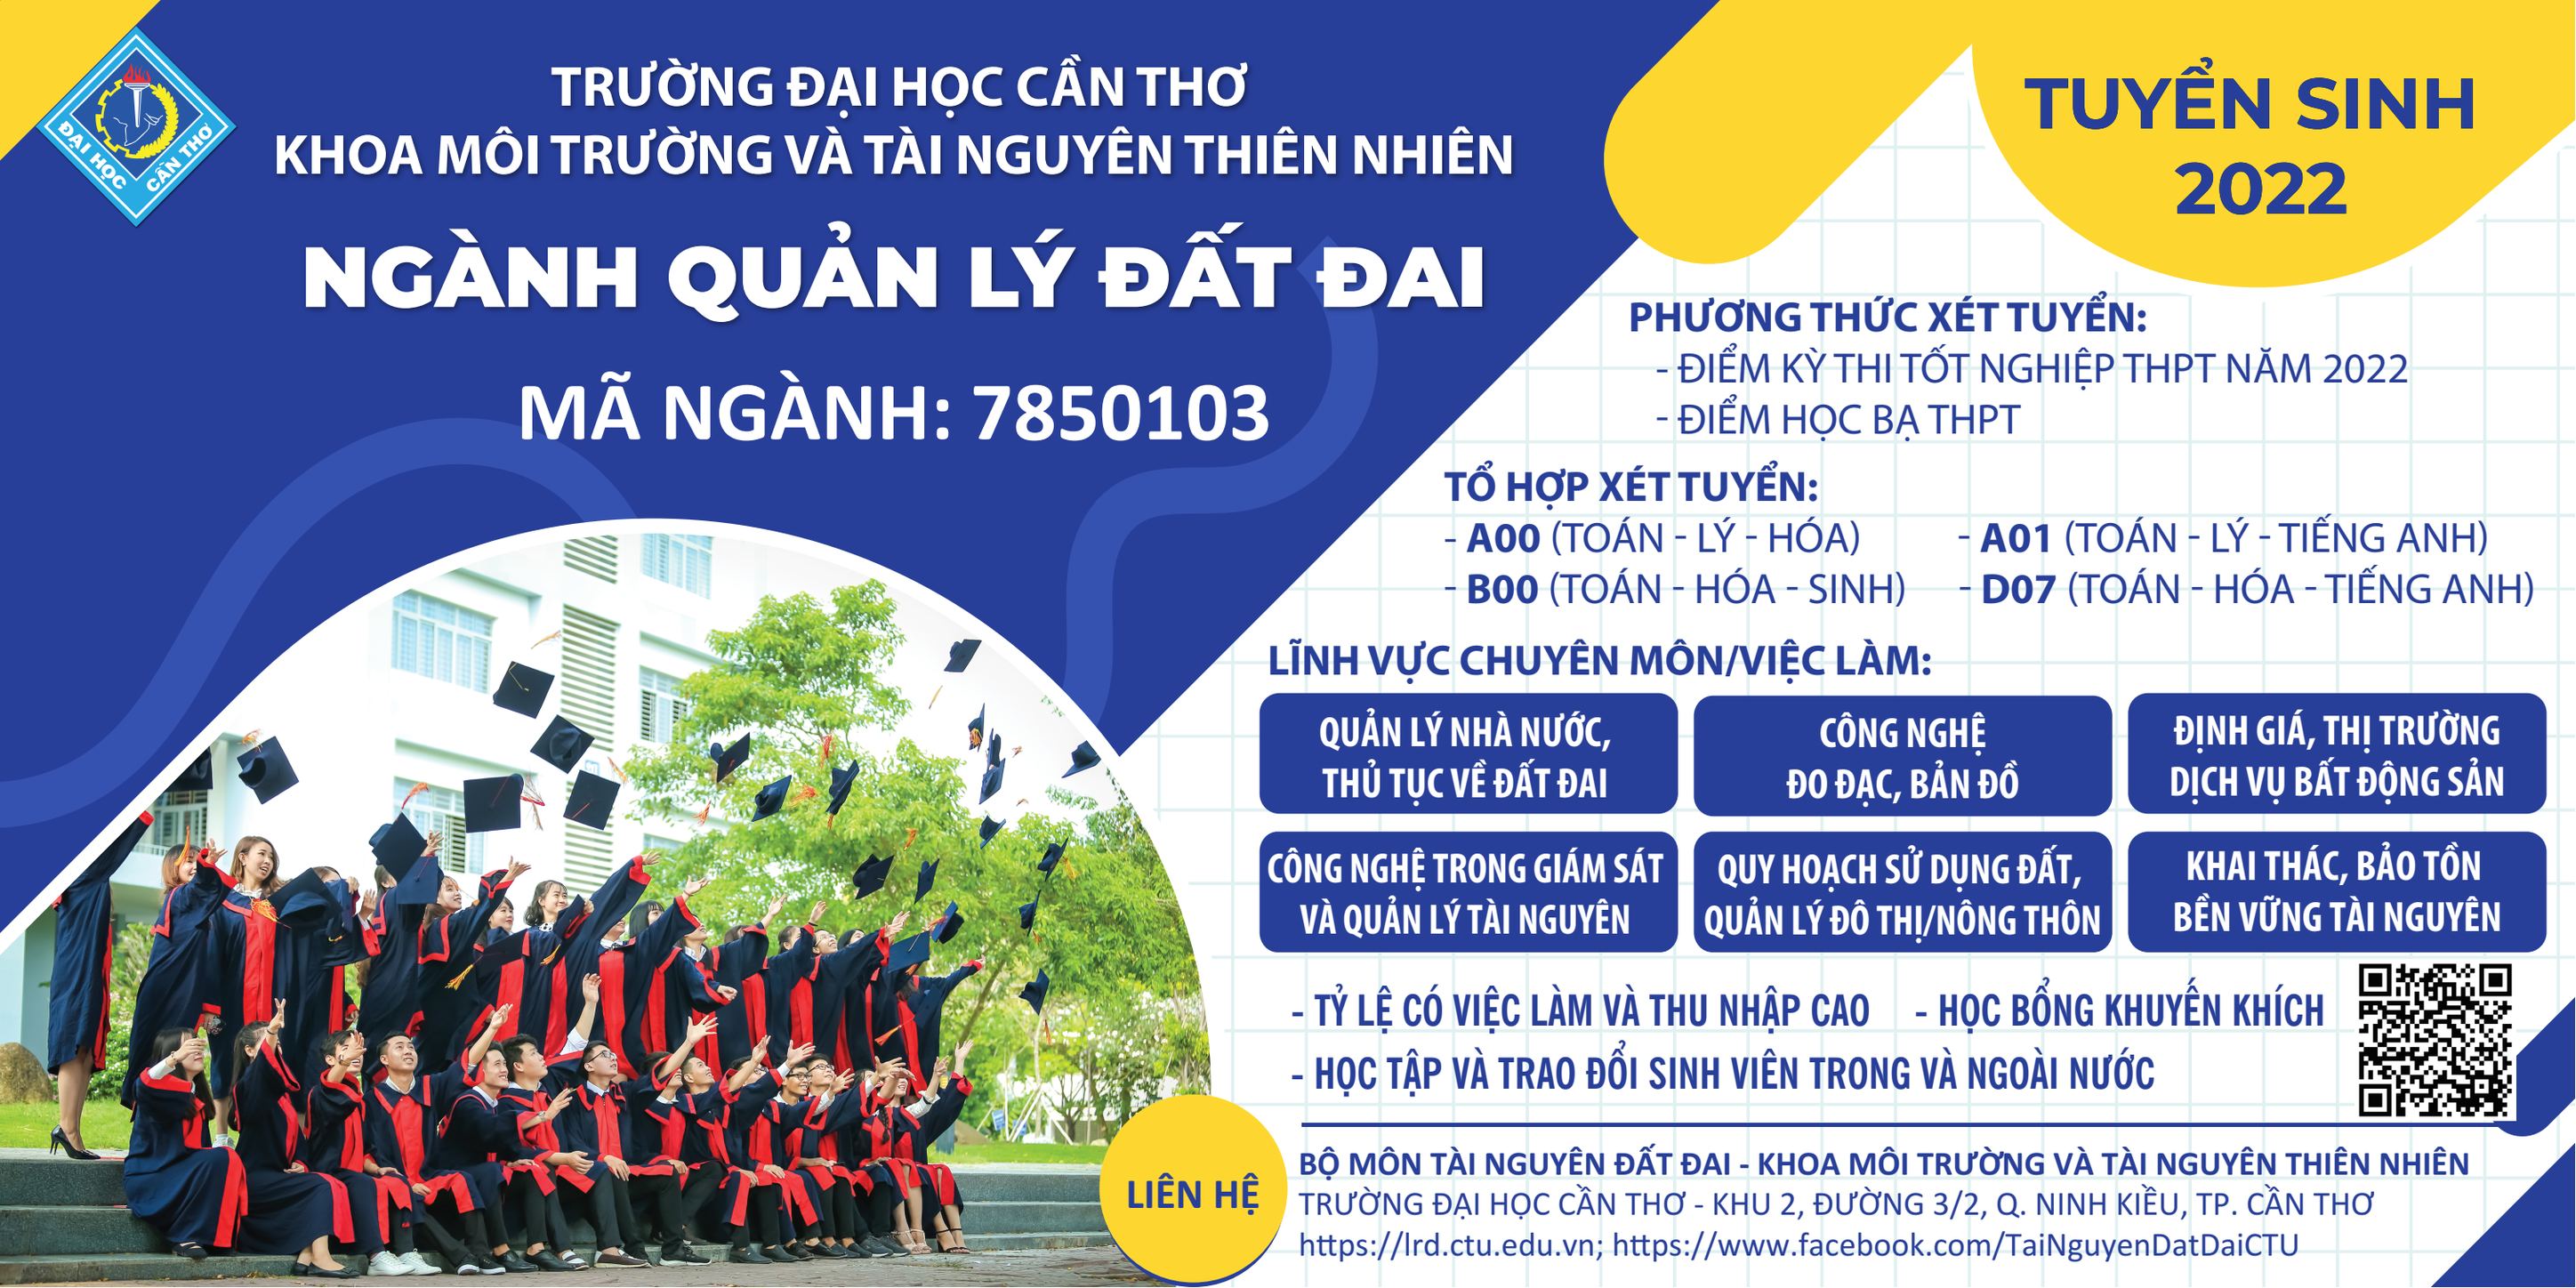 ĐẠI HỌC CẦN THƠ
TRƯỜNG ĐẠI HỌC CẦN THƠ
KHOA MÔI TRƯỜNG VÀ TÀI NGUYÊN THIÊN NHIÊN
NGÀNH QUẢN LÝ ĐẤT ĐAI
MÃ NGÀNH: 7850103
TUYỂN SINH
2022
PHƯƠNG THỨC XÉT TUYỂN:
- ĐIỂM KỲ THI TỐT NGHIỆP THPT NĂM 2022
- ĐIỂM HỌC BẠ THPT
TỔ HỢP XÉT TUYỂN:
- A00 (TOÁN - LÝ - HÓA) - A01 (TOÁN - LÝ - TIẾNG ANH)
- B00 (TOÁN - HÓA - SINH) - D07 (TOÁN - HÓA - TIẾNG ANH)
LĨNH VỰC CHUYÊN MÔN/VIỆC LÀM:
QUẢN LÝ NHÀ NƯỚC,
THỦ TỤC VỀ ĐẤT ĐAI
CÔNG NGHỆ
ĐO ĐẠC, BẢN ĐỒ
ĐỊNH GIÁ, THỊ TRƯỜNG
DỊCH VỤ BẤT ĐỘNG SẢN
CÔNG NGHỆ TRONG GIÁM SÁT
VÀ QUẢN LÝ TÀI NGUYÊN
QUY HOẠCH SỬ DỤNG ĐẤT,
QUẢN LÝ ĐÔ THỊ/NÔNG THÔN
KHAI THÁC, BẢO TỒN
BỀN VỮNG TÀI NGUYÊN
- TỶ LỆ CÓ VIỆC LÀM VÀ THU NHẬP CAO - HỌC BỔNG KHUYẾN KHÍCH
- HỌC TẬP VÀ TRAO ĐỔI SINH VIÊN TRONG VÀ NGOÀI NƯỚC
LIÊN HỆ
BỘ MÔN TÀI NGUYÊN ĐẤT ĐAI - KHOA MÔI TRƯỜNG VÀ TÀI NGUYÊN THIÊN NHIÊN
TRƯỜNG ĐẠI HỌC CẦN THƠ - KHU 2, ĐƯỜNG 3/2, Q. NINH KIỀU, TP. CẦN THƠ
https://lrd.ctu.edu.vn; https://www.facebook.com/TaiNguyenDatDaiCTU